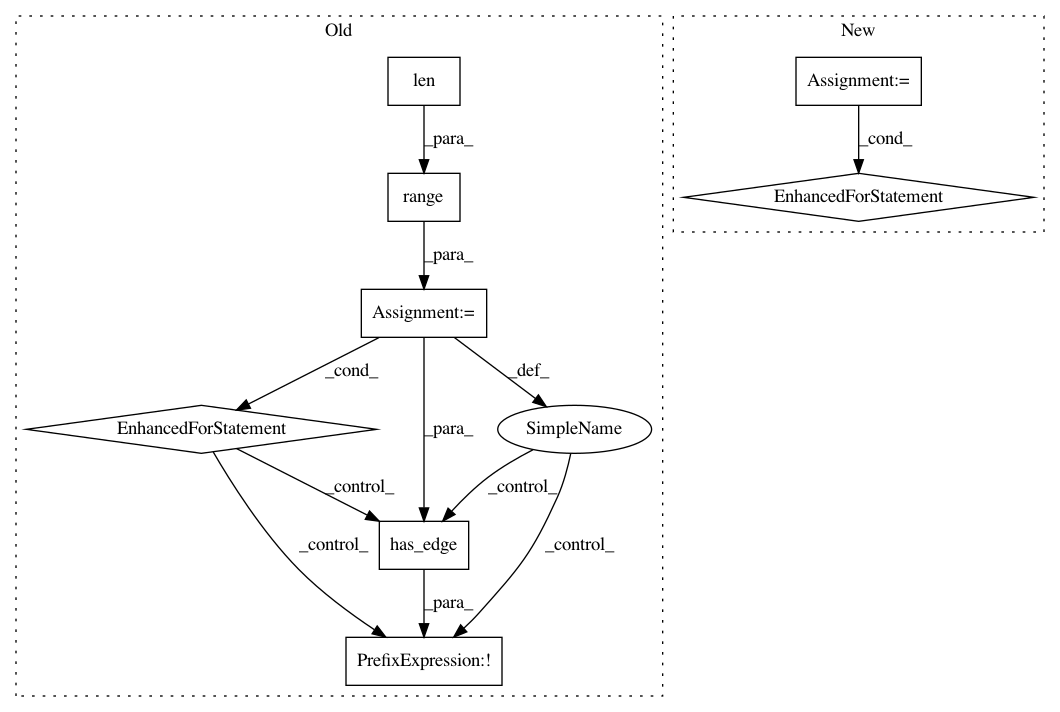 Old
New
len
Assignment:=
_para_
_cond_
range
EnhancedForStatement
_para_
Assignment:=
_cond_
_def_
EnhancedForStatement
_para_
SimpleName
_control_
_control_
has_edge
_control_
_control_
_para_
PrefixExpression:!